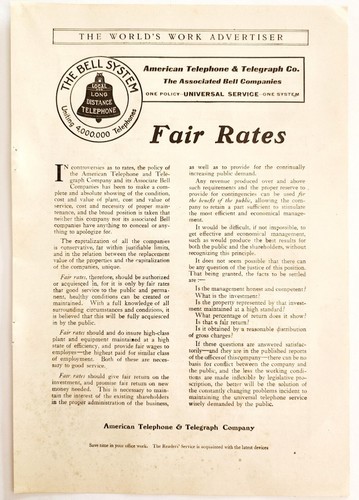 THE WORLD'S WORK ADVERTISER
THE BELL SYSTEM
LOCAL AND
LONG
DISTANCE
TELEPHONE
Uniting 4,000,000 Telephones
American Telephone & Telegraph Co.
The Associated Bell Companies
ONE POLICY - UNIVERSAL SERVICE - ONE SYSTEM
Fair Rates
IN controversies as to rates, the policy of
the American Telephone and Tele-
graph Company and its Associate Bell
Companies has been to make a com-
plete and absolute showing of the condition,
cost and value of plant, cost and value of
service, cost and necessity of proper main-
tenance, and the broad position is taken that
neither this company nor its associated Bell
companies have anything to conceal or any-
thing to apologize for.
The capitalization of all the companies
is conservative, far within justifiable limits,
and in the relation between the replacement
value of the properties and the capitalization
of the companies, unique.
Fair rates, therefore, should be authorized
or acquiesced in, for it is only by fair rates
that good service to the public and perma-
nent, healthy conditions can be created or
maintained. With a full knowledge of all
surrounding circumstances and conditions, it
is believed that this will be fully acquiesced
in by the public.
Fair rates should and do insure high-class
plant and equipment maintained at a high
state of efficiency, and provide fair wages to
employes—the highest paid for similar class
of employment. Both of these are neces-
sary to good service.
Fair rates should give fair return on the
investment, and promise fair return on new
money needed. This is necessary to main-
tain the interest of the existing shareholders
in the proper administration of the business,
as well as to provide for the continually
increasing public demand.
Any revenue produced over and above
such requirements and the proper reserve to
provide for contingencies can be used for
the benefit of the public, allowing the com-
pany to retain a part sufficient to stimulate
the most efficient and economical manage-
ment.
It would be difficult, if not impossible, to
get effective and economical management,
such as would produce the best results for
both the public and the shareholders, without
recognizing this principle.
It does not seem possible that there can
be any question of the justice of this position.
That being granted, the facts to be settled
are :—
Is the management honest and competent?
What is the investment?
Is the property represented by that invest-
ment maintained at a high standard?
What percentage of return does it show?
Is that a fair return?
Is it obtained by a reasonable distribution
of gross charges?
If these questions are answered satisfac-
torily—and they are in the published reports
of the offices of this company—there can be no
basis for conflict between the company and
the public, and the less the working condi-
tions are made inflexible by legislative pro-
scription, the better will be the solution of
the constantly changing problems incident to
maintaining the universal telephone service
wisely demanded by the public.
American Telephone & Telegraph Company
Save time in your office work. The Readers' Service is acquainted with the latest devices